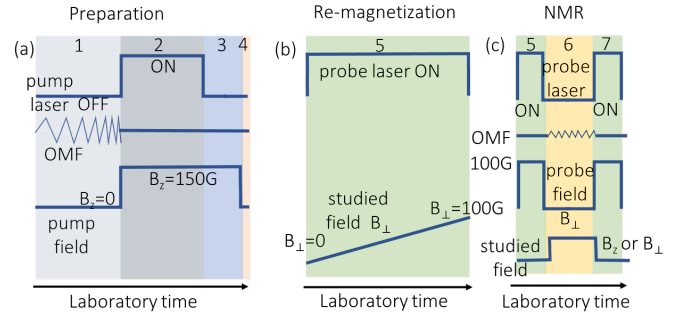 Preparation
Re-magnetization
NMR
(a)
1
2
3
4
ON
pump
laser
OFF
OMF
B_z=0
B_z=150G
pump
field
Laboratory time
(b)
5
probe laser ON
studied
field B_⊥
B_⊥=100G
B_⊥=0
Laboratory time
(c)
5
6
7
probe
laser
ON
ON
OMF
100G
probe
field
B_⊥
studied
field
B_z or B_⊥
Laboratory time